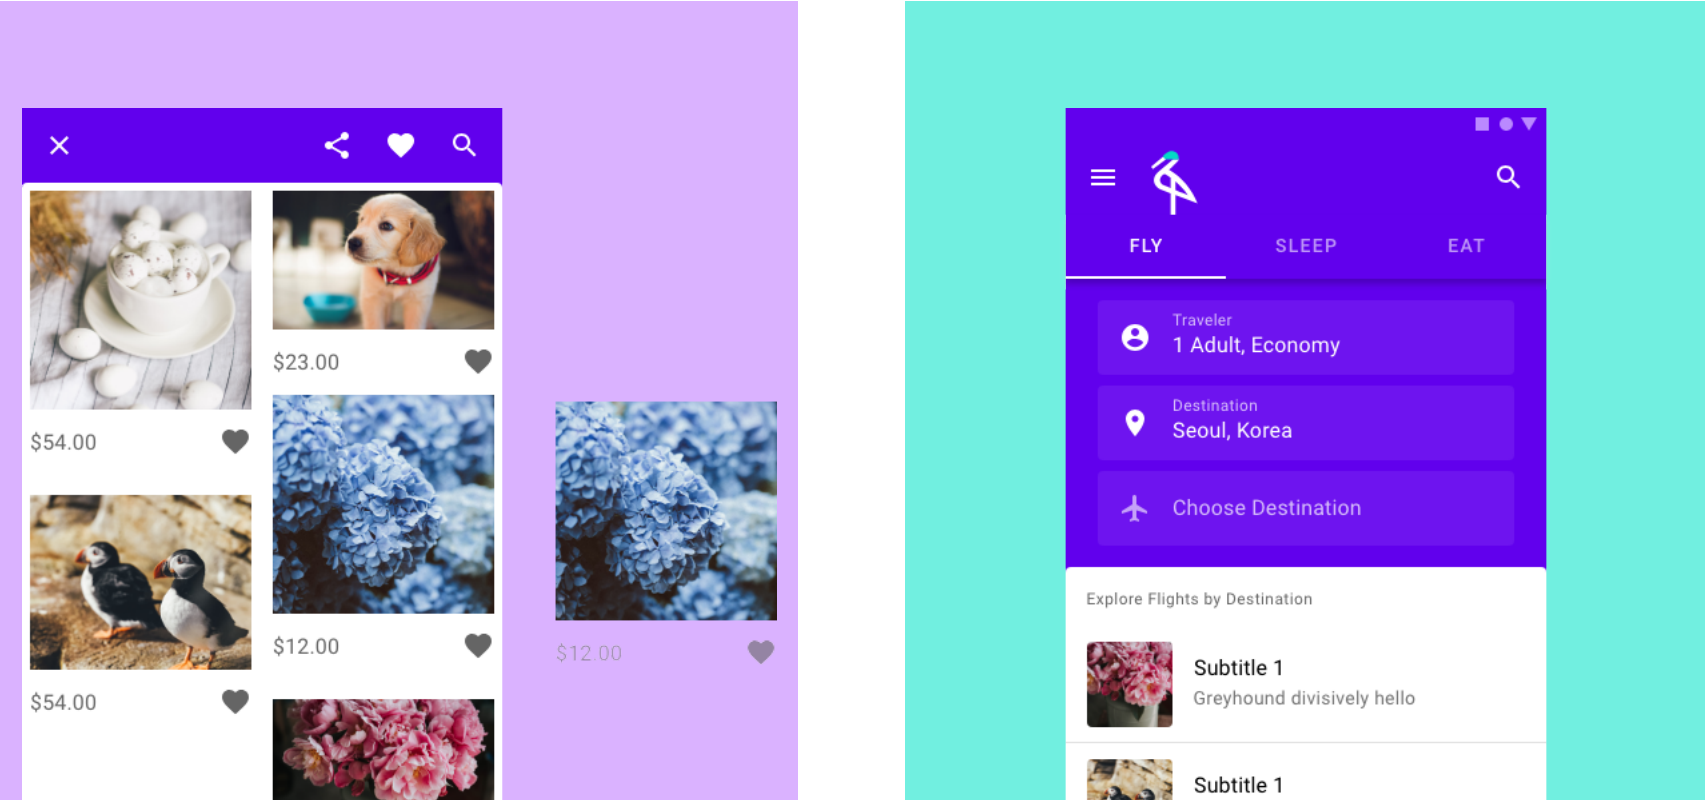 $54.00
$54.00
$23.00
$12.00
$12.00
FLY SLEEP EAT
Traveler
1 Adult, Economy
Destination
Seoul, Korea
Choose Destination
Explore Flights by Destination
Subtitle 1
Greyhound divisively hello
Subtitle 1